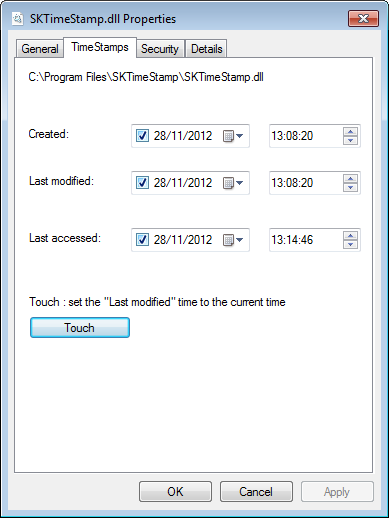 SKTimeStamp.dll Properties
General TimeStamps Security Details
C:\Program Files\SKTimeStamp\SKTimeStamp.dll
Created: 28/11/2012 13:08:20
Last modified: 28/11/2012 13:08:20
Last accessed: 28/11/2012 13:14:46
Touch : set the "Last modified" time to the current time
Touch
OK Cancel Apply